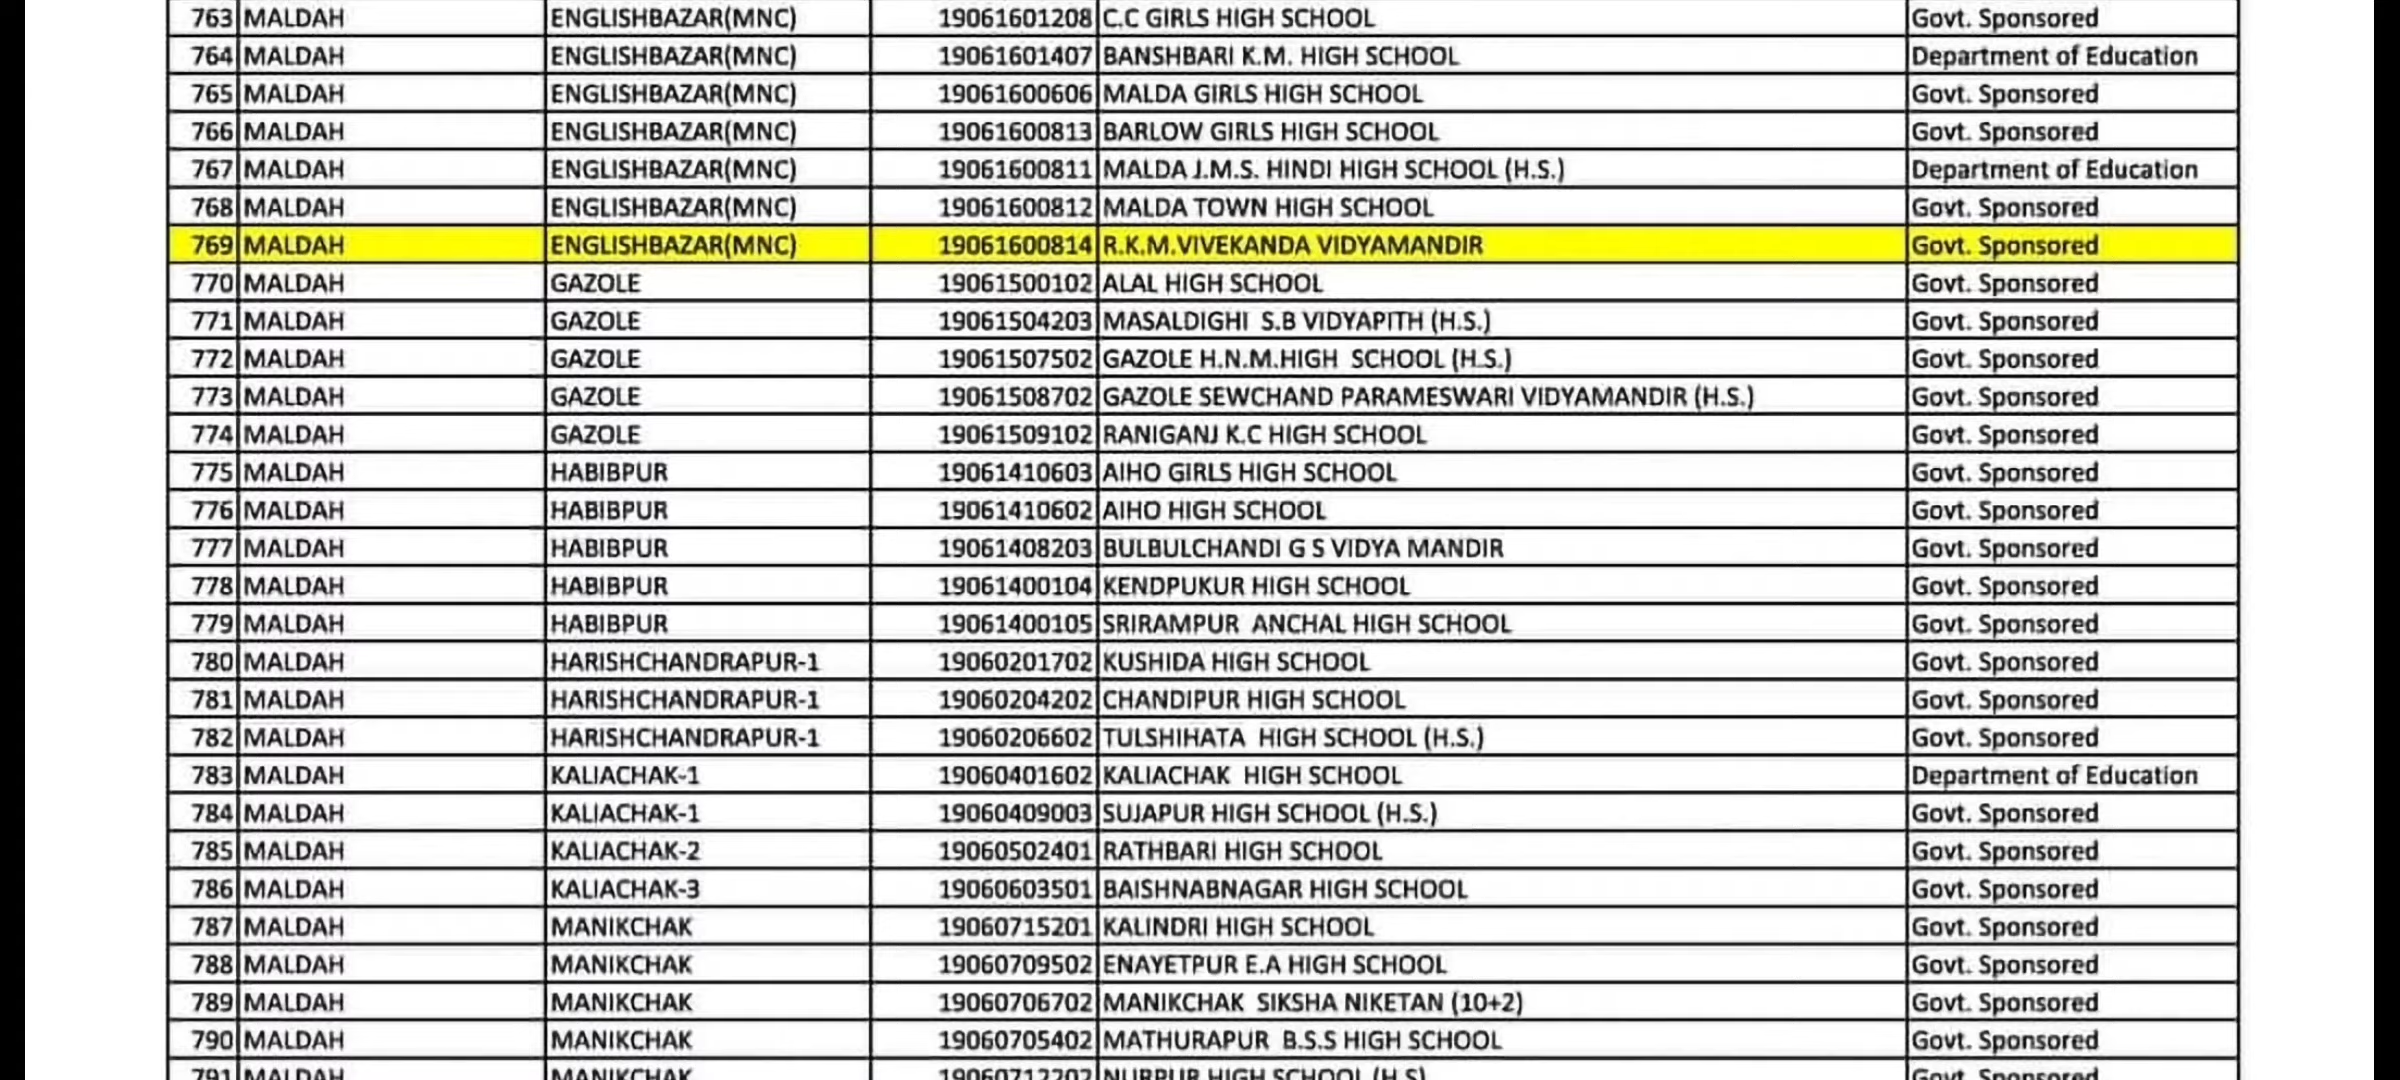 763 MALDAH ENGLISHBAZAR(MNC) 19061601208 C.C GIRLS HIGH SCHOOL Govt. Sponsored
764 MALDAH ENGLISHBAZAR(MNC) 19061601407 BANSHBARI K.M. HIGH SCHOOL Department of Education
765 MALDAH ENGLISHBAZAR(MNC) 19061600606 MALDA GIRLS HIGH SCHOOL Govt. Sponsored
766 MALDAH ENGLISHBAZAR(MNC) 19061600813 BARLOW GIRLS HIGH SCHOOL Govt. Sponsored
767 MALDAH ENGLISHBAZAR(MNC) 19061600811 MALDA J.M.S. HINDI HIGH SCHOOL (H.S.) Department of Education
768 MALDAH ENGLISHBAZAR(MNC) 19061600812 MALDA TOWN HIGH SCHOOL Govt. Sponsored
769 MALDAH ENGLISHBAZAR(MNC) 19061600814 R.K.M.VIVEKANDA VIDYAMANDIR Govt. Sponsored
770 MALDAH GAZOLE 19061500102 ALAL HIGH SCHOOL Govt. Sponsored
771 MALDAH GAZOLE 19061504203 MASALDIGHI S.B VIDYAPITH (H.S.) Govt. Sponsored
772 MALDAH GAZOLE 19061507502 GAZOLE H.N.M.HIGH SCHOOL (H.S.) Govt. Sponsored
773 MALDAH GAZOLE 19061508702 GAZOLE SEWCHAND PARAMESWARI VIDYAMANDIR (H.S.) Govt. Sponsored
774 MALDAH GAZOLE 19061509102 RANIGANJ K.C HIGH SCHOOL Govt. Sponsored
775 MALDAH HABIBPUR 19061410603 AIHO GIRLS HIGH SCHOOL Govt. Sponsored
776 MALDAH HABIBPUR 19061410602 AIHO HIGH SCHOOL Govt. Sponsored
777 MALDAH HABIBPUR 19061408203 BULBULCHANDI G S VIDYA MANDIR Govt. Sponsored
778 MALDAH HABIBPUR 19061400104 KENDPUKUR HIGH SCHOOL Govt. Sponsored
779 MALDAH HABIBPUR 19061400105 SRIRAMPUR ANCHAL HIGH SCHOOL Govt. Sponsored
780 MALDAH HARISHCHANDRAPUR-1 19060201702 KUSHIDA HIGH SCHOOL Govt. Sponsored
781 MALDAH HARISHCHANDRAPUR-1 19060204202 CHANDIPUR HIGH SCHOOL Govt. Sponsored
782 MALDAH HARISHCHANDRAPUR-1 19060206602 TULSHIHATA HIGH SCHOOL (H.S.) Govt. Sponsored
783 MALDAH KALIACHAK-1 19060401602 KALIACHAK HIGH SCHOOL Department of Education
784 MALDAH KALIACHAK-1 19060409003 SUJAPUR HIGH SCHOOL (H.S.) Govt. Sponsored
785 MALDAH KALIACHAK-2 19060502401 RATHBARI HIGH SCHOOL Govt. Sponsored
786 MALDAH KALIACHAK-3 19060603501 BAISHNABNAGAR HIGH SCHOOL Govt. Sponsored
787 MALDAH MANIKCHAK 19060715201 KALINDRI HIGH SCHOOL Govt. Sponsored
788 MALDAH MANIKCHAK 19060709502 ENAYETPUR E.A HIGH SCHOOL Govt. Sponsored
789 MALDAH MANIKCHAK 19060706702 MANIKCHAK SIKSHA NIKETAN (10+2) Govt. Sponsored
790 MALDAH MANIKCHAK 19060705402 MATHURAPUR B.S.S HIGH SCHOOL Govt. Sponsored
791 MALDAH MANIKCHAK 19060712202 NURPUR HIGH SCHOOL (H.S) Govt. Sponsored